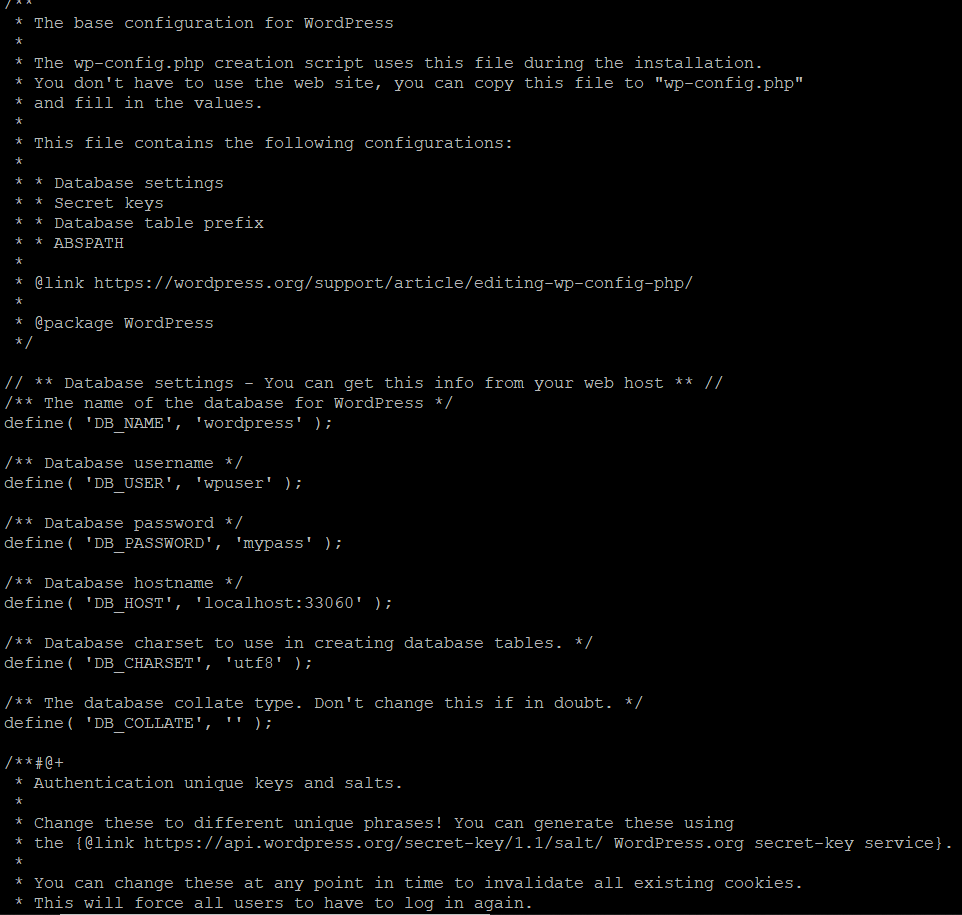 /**
 * The base configuration for WordPress
 *
 * The wp-config.php creation script uses this file during the installation.
 * You don't have to use the web site, you can copy this file to "wp-config.php"
 * and fill in the values.
 *
 * This file contains the following configurations:
 *
 * * Database settings
 * * Secret keys
 * * Database table prefix
 * * ABSPATH
 *
 * @link https://wordpress.org/support/article/editing-wp-config-php/
 *
 * @package WordPress
 */

// ** Database settings - You can get this info from your web host ** //
/** The name of the database for WordPress */
define( 'DB_NAME', 'wordpress' );

/** Database username */
define( 'DB_USER', 'wpuser' );

/** Database password */
define( 'DB_PASSWORD', 'mypass' );

/** Database hostname */
define( 'DB_HOST', 'localhost:33060' );

/** Database charset to use in creating database tables. */
define( 'DB_CHARSET', 'utf8' );

/** The database collate type. Don't change this if in doubt. */
define( 'DB_COLLATE', '' );

/**#@+
 * Authentication unique keys and salts.
 *
 * Change these to different unique phrases! You can generate these using
 * the {@link https://api.wordpress.org/secret-key/1.1/salt/ WordPress.org secret-key service}.
 *
 * You can change these at any point in time to invalidate all existing cookies.
 * This will force all users to have to log in again.